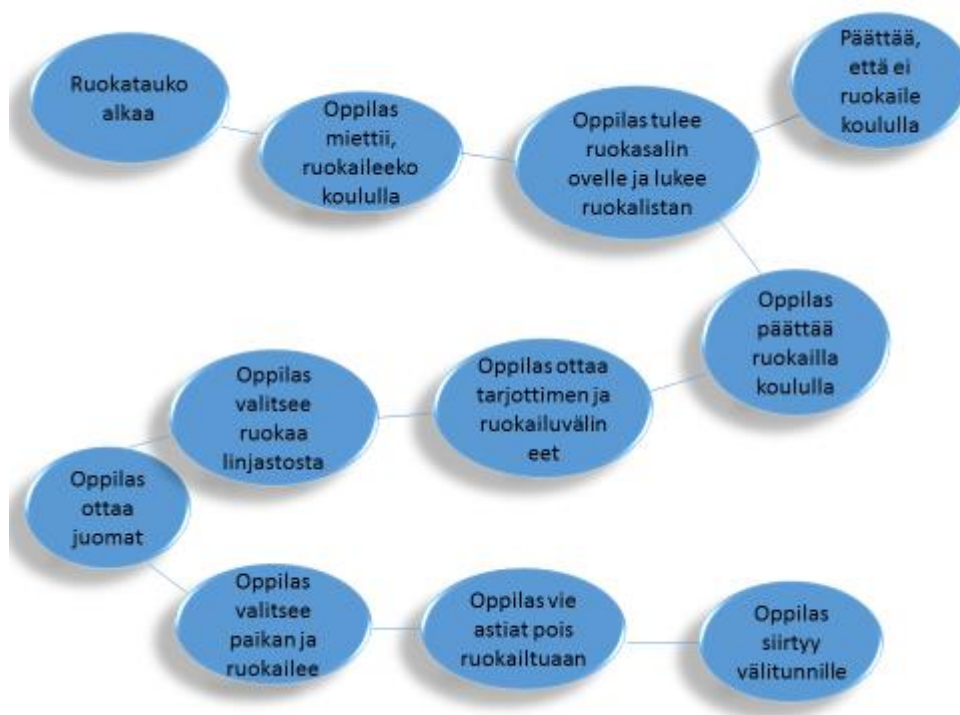 Ruokatauko
alkaa
Oppilas
miettii,
ruokaileeko
koululla
Oppilas tulee
ruokasalin
ovelle ja lukee
ruokalistan
Päättää,
että ei
ruokaile
koululla
Oppilas
päättää
ruokailla
koululla
Oppilas ottaa
tarjottimen ja
ruokailuvälin
eet
Oppilas
valitsee
ruokaa
linjastosta
Oppilas
ottaa
juomat
Oppilas
valitsee
paikan ja
ruokailee
Oppilas vie
astiat pois
ruokailtuaan
Oppilas
siirtyy
välitunnille